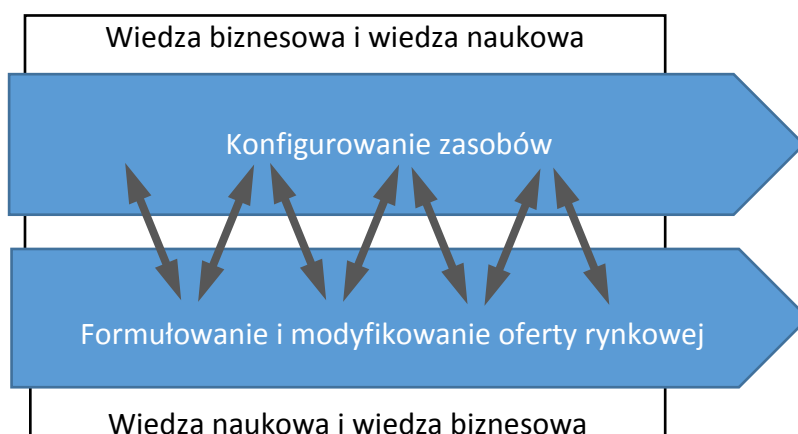 Wiedza biznesowa i wiedza naukowa
Konfigurowanie zasobów
Formułowanie i modyfikowanie oferty rynkowej
Wiedza naukowa i wiedza biznesowa